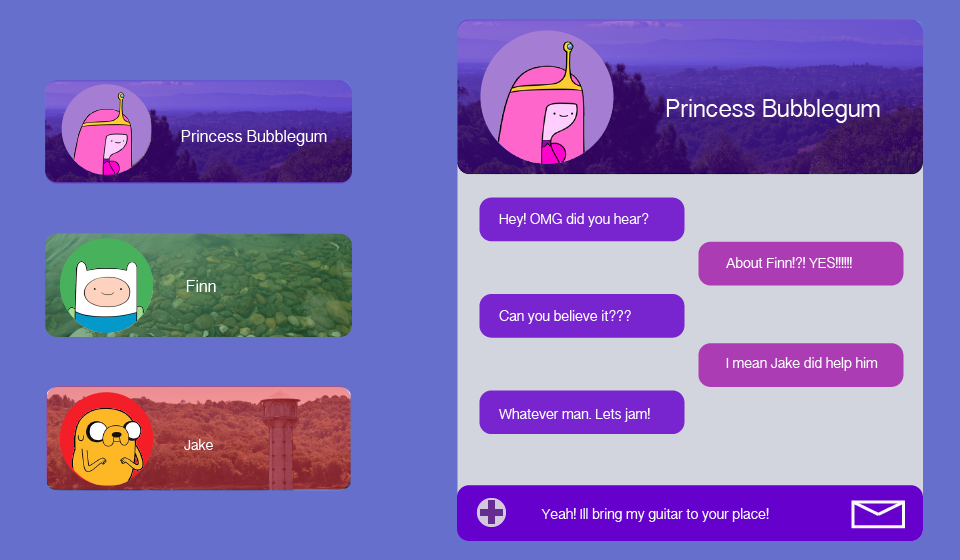 Princess Bubblegum
Finn
Jake
Princess Bubblegum
Hey! OMG did you hear?
About Finn!?! YES!!!!!!
Can you believe it???
I mean Jake did help him
Whatever man. Lets jam!
Yeah! Ill bring my guitar to your place!